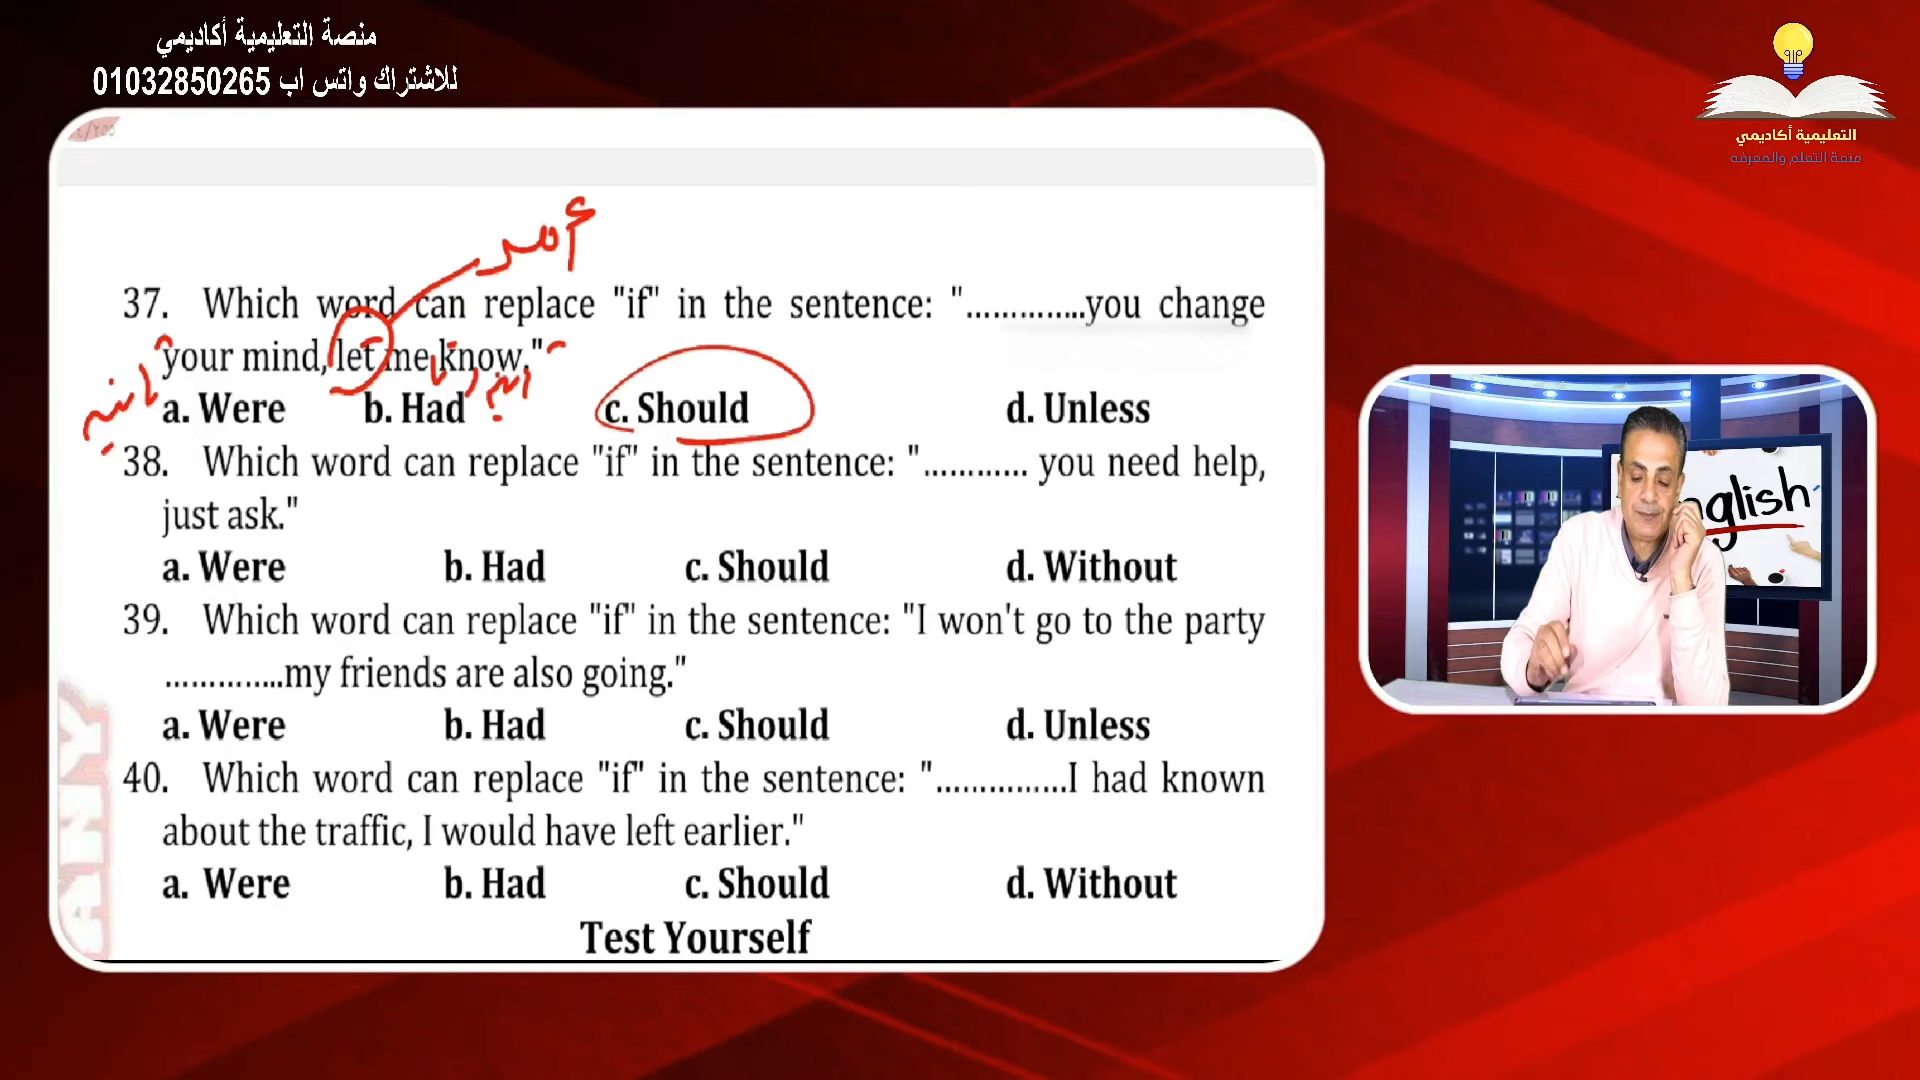 منصة التعليمية أكاديمي
للاشتراك واتس اب 01032850265
التعليمية أكاديمي
متعة التعلم والمعرفه
أمر
37. Which word can replace "if" in the sentence: "…………..you change
your mind, let me know."
a. Were b. Had c. Should d. Unless
38. Which word can replace "if" in the sentence: "………… you need help,
just ask."
a. Were b. Had c. Should d. Without
39. Which word can replace "if" in the sentence: "I won't go to the party
…………..my friends are also going."
a. Were b. Had c. Should d. Unless
40. Which word can replace "if" in the sentence: "……………I had known
about the traffic, I would have left earlier."
a. Were b. Had c. Should d. Without
Test Yourself
English